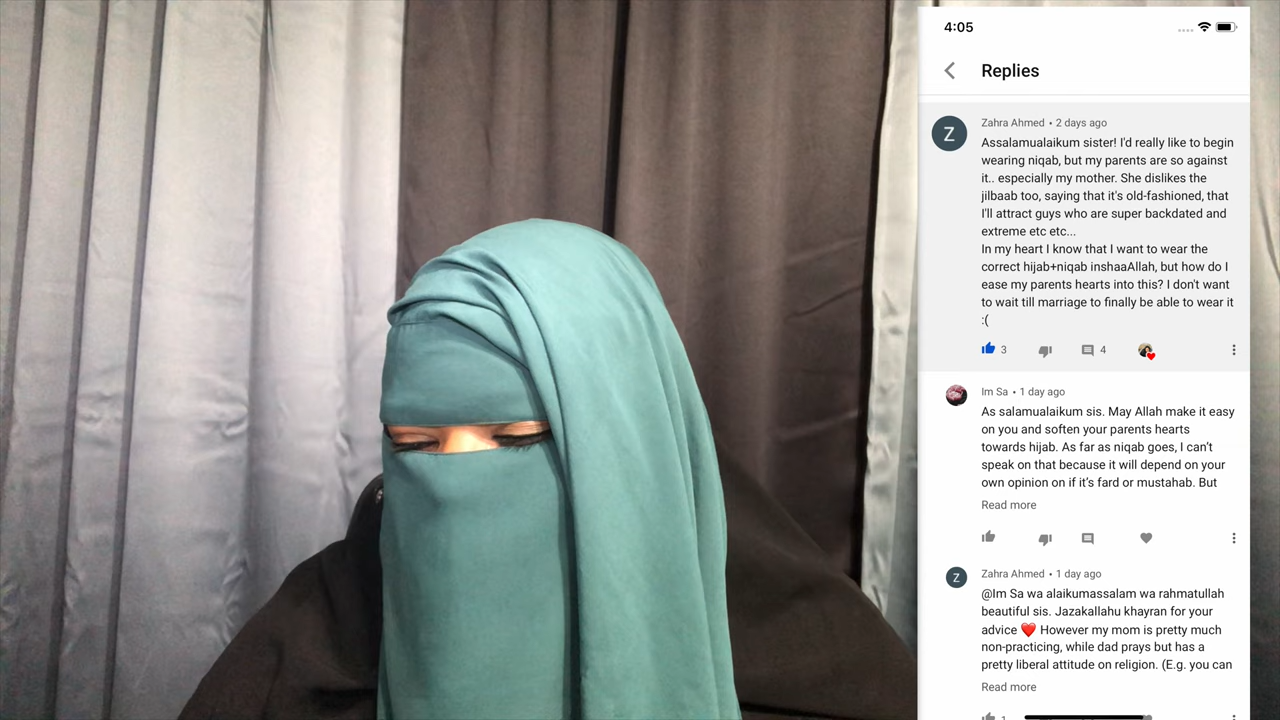 4:05
Replies
Z
Zahra Ahmed • 2 days ago
Assalamualaikum sister! I'd really like to begin
wearing niqab, but my parents are so against
it.. especially my mother. She dislikes the
jilbaab too, saying that it's old-fashioned, that
I'll attract guys who are super backdated and
extreme etc etc...
In my heart I know that I want to wear the
correct hijab+niqab inshaaAllah, but how do I
ease my parents hearts into this? I don't want
to wait till marriage to finally be able to wear it
:(
3
4
Im Sa • 1 day ago
As salamualaikum sis. May Allah make it easy
on you and soften your parents hearts
towards hijab. As far as niqab goes, I can't
speak on that because it will depend on your
own opinion on if it's fard or mustahab. But
Read more
Z
Zahra Ahmed • 1 day ago
@Im Sa wa alaikumassalam wa rahmatullah
beautiful sis. Jazakallahu khayran for your
advice ❤️ However my mom is pretty much
non-practicing, while dad prays but has a
pretty liberal attitude on religion. (E.g. you can
Read more
1